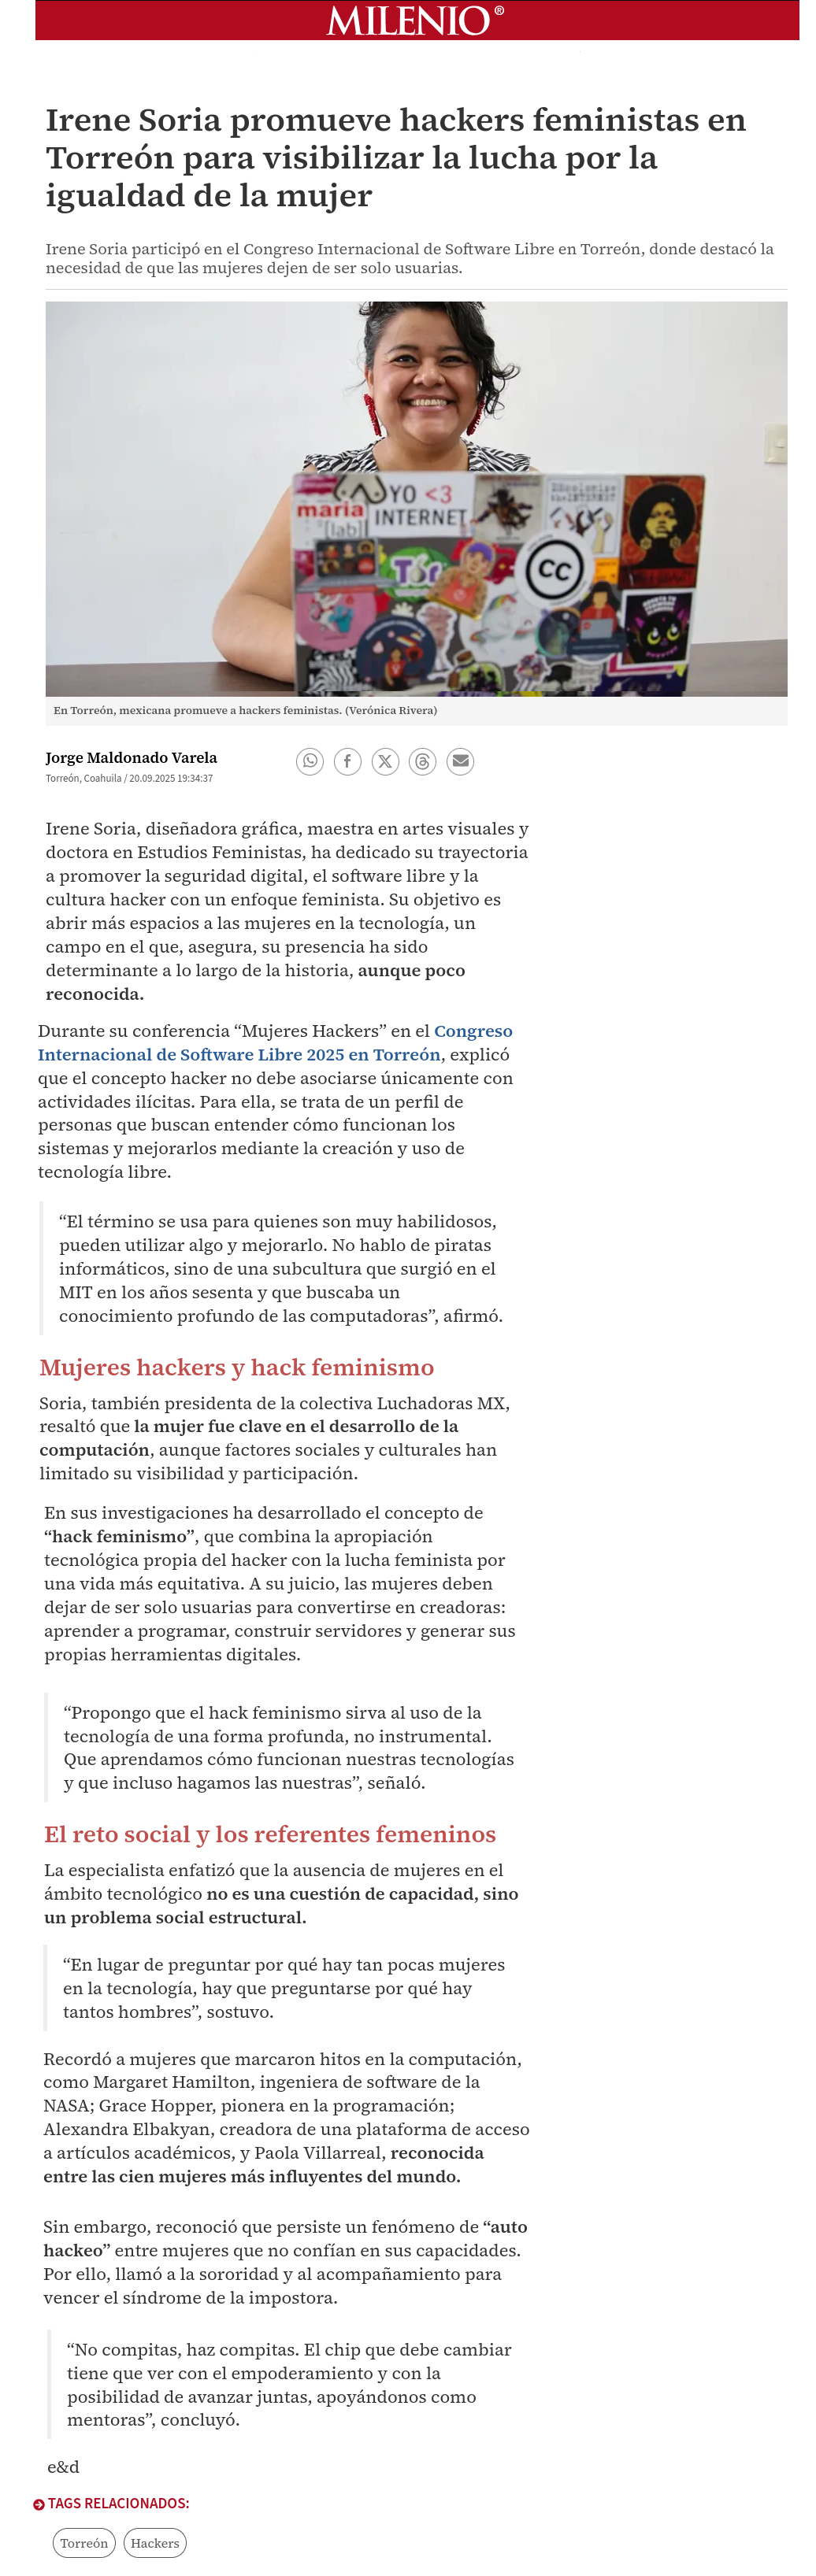 MILENIO®
Irene Soria promueve hackers feministas en
Torreón para visibilizar la lucha por la
igualdad de la mujer
Irene Soria participó en el Congreso Internacional de Software Libre en Torreón, donde destacó la
necesidad de que las mujeres dejen de ser solo usuarias.
YO <3
INTERNET
maria
[lab]
Tor
CC
En Torreón, mexicana promueve a hackers feministas. (Verónica Rivera)
Jorge Maldonado Varela
Torreón, Coahuila / 20.09.2025 19:34:37
Irene Soria, diseñadora gráfica, maestra en artes visuales y
doctora en Estudios Feministas, ha dedicado su trayectoria
a promover la seguridad digital, el software libre y la
cultura hacker con un enfoque feminista. Su objetivo es
abrir más espacios a las mujeres en la tecnología, un
campo en el que, asegura, su presencia ha sido
determinante a lo largo de la historia, aunque poco
reconocida.
Durante su conferencia “Mujeres Hackers” en el Congreso
Internacional de Software Libre 2025 en Torreón, explicó
que el concepto hacker no debe asociarse únicamente con
actividades ilícitas. Para ella, se trata de un perfil de
personas que buscan entender cómo funcionan los
sistemas y mejorarlos mediante la creación y uso de
tecnología libre.
“El término se usa para quienes son muy habilidosos,
pueden utilizar algo y mejorarlo. No hablo de piratas
informáticos, sino de una subcultura que surgió en el
MIT en los años sesenta y que buscaba un
conocimiento profundo de las computadoras”, afirmó.
Mujeres hackers y hack feminismo
Soria, también presidenta de la colectiva Luchadoras MX,
resaltó que la mujer fue clave en el desarrollo de la
computación, aunque factores sociales y culturales han
limitado su visibilidad y participación.
En sus investigaciones ha desarrollado el concepto de
“hack feminismo”, que combina la apropiación
tecnológica propia del hacker con la lucha feminista por
una vida más equitativa. A su juicio, las mujeres deben
dejar de ser solo usuarias para convertirse en creadoras:
aprender a programar, construir servidores y generar sus
propias herramientas digitales.
“Propongo que el hack feminismo sirva al uso de la
tecnología de una forma profunda, no instrumental.
Que aprendamos cómo funcionan nuestras tecnologías
y que incluso hagamos las nuestras”, señaló.
El reto social y los referentes femeninos
La especialista enfatizó que la ausencia de mujeres en el
ámbito tecnológico no es una cuestión de capacidad, sino
un problema social estructural.
“En lugar de preguntar por qué hay tan pocas mujeres
en la tecnología, hay que preguntarse por qué hay
tantos hombres”, sostuvo.
Recordó a mujeres que marcaron hitos en la computación,
como Margaret Hamilton, ingeniera de software de la
NASA; Grace Hopper, pionera en la programación;
Alexandra Elbakyan, creadora de una plataforma de acceso
a artículos académicos, y Paola Villarreal, reconocida
entre las cien mujeres más influyentes del mundo.
Sin embargo, reconoció que persiste un fenómeno de “auto
hackeo” entre mujeres que no confían en sus capacidades.
Por ello, llamó a la sororidad y al acompañamiento para
vencer el síndrome de la impostora.
“No compitas, haz compitas. El chip que debe cambiar
tiene que ver con el empoderamiento y con la
posibilidad de avanzar juntas, apoyándonos como
mentoras”, concluyó.
e&d
TAGS RELACIONADOS:
Torreón Hackers